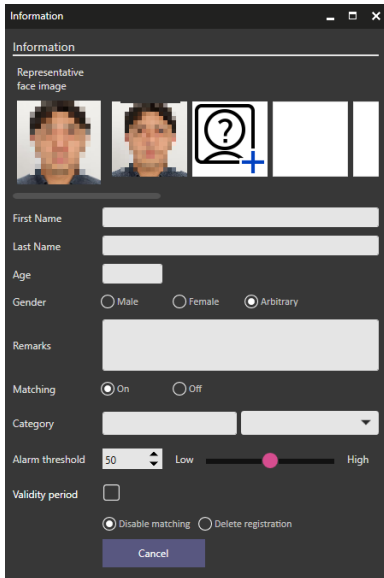 Information
Information
Representative
face image
First Name
Last Name
Age
Gender Male Female Arbitrary
Remarks
Matching On Off
Category
Alarm threshold 50 Low High
Validity period
Disable matching Delete registration
Cancel